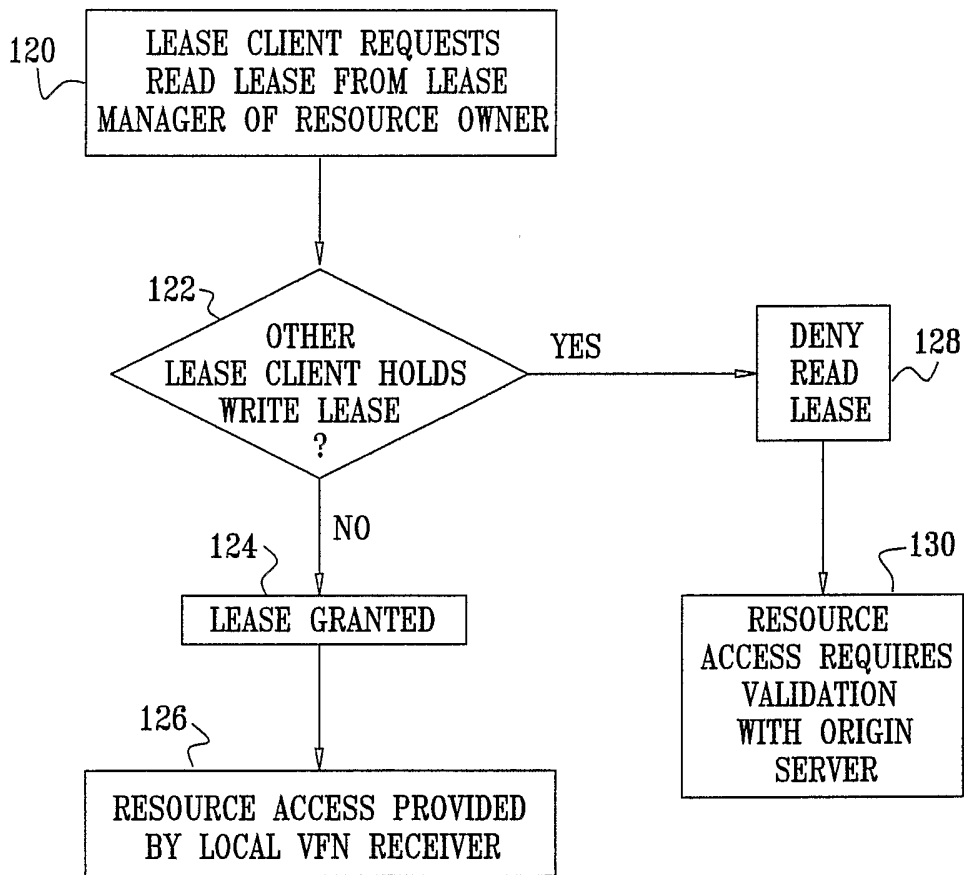 120
LEASE CLIENT REQUESTS
READ LEASE FROM LEASE
MANAGER OF RESOURCE OWNER
122
OTHER
LEASE CLIENT HOLDS
WRITE LEASE
?
YES
DENY
READ
LEASE
128
NO
124
LEASE GRANTED
130
RESOURCE
ACCESS REQUIRES
VALIDATION
WITH ORIGIN
SERVER
126
RESOURCE ACCESS PROVIDED
BY LOCAL VFN RECEIVER